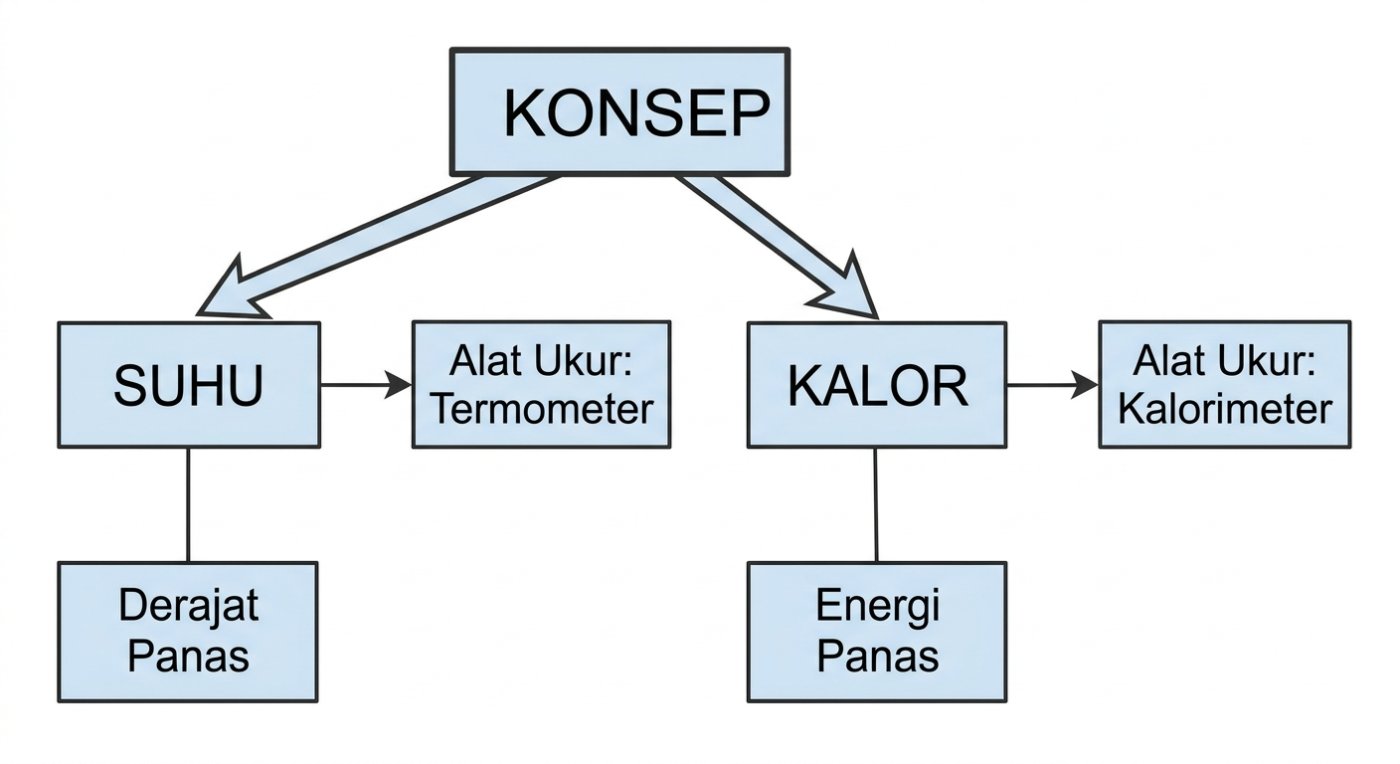 KONSEP
SUHU
Alat Ukur:
Termometer
KALOR
Alat Ukur:
Kalorimeter
Derajat
Panas
Energi
Panas